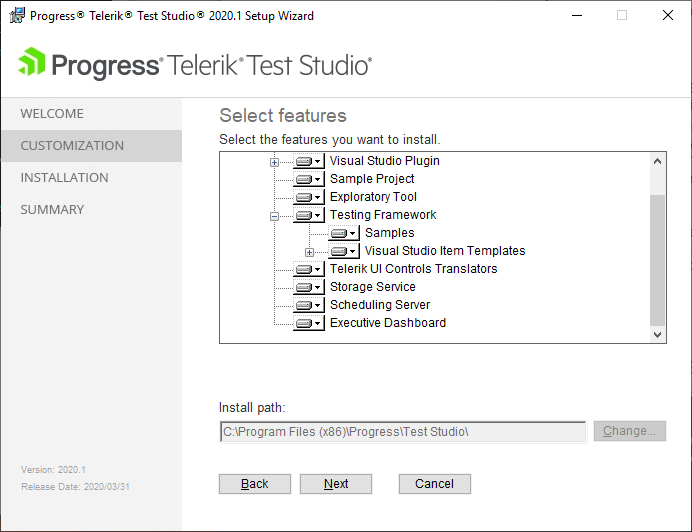 Progress® Telerik® Test Studio® 2020.1 Setup Wizard
Progress® Telerik® Test Studio®
WELCOME
CUSTOMIZATION
INSTALLATION
SUMMARY
Select features
Select the features you want to install.
Visual Studio Plugin
Sample Project
Exploratory Tool
Testing Framework
Samples
Visual Studio Item Templates
Telerik UI Controls Translators
Storage Service
Scheduling Server
Executive Dashboard
Install path:
C:\Program Files (x86)\Progress\Test Studio\
Change...
Version: 2020.1
Release Date: 2020/03/31
Back
Next
Cancel